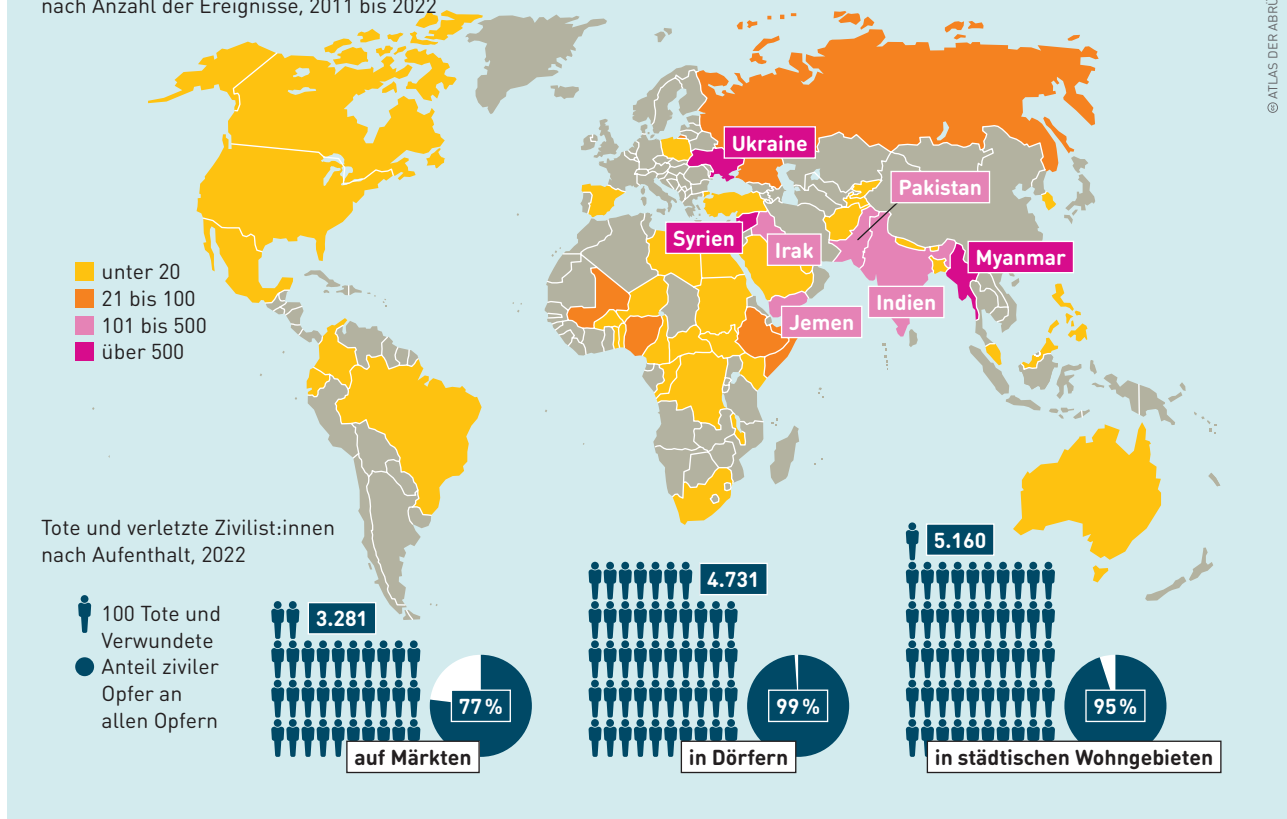 nach Anzahl der Ereignisse, 2011 bis 2022
© ATLAS DER
Ukraine
Pakistan
Syrien
Irak
Myanmar
Indien
Jemen
unter 20
21 bis 100
101 bis 500
über 500
Tote und verletzte Zivilist:innen
nach Aufenthalt, 2022
100 Tote und
Verwundete
Anteil ziviler
Opfer an
allen Opfern
3.281
77 %
auf Märkten
4.731
99 %
in Dörfern
5.160
95 %
in städtischen Wohngebieten